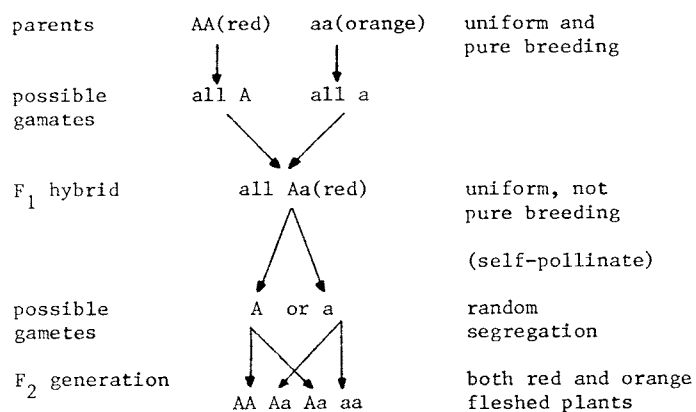 parents AA(red) aa(orange) uniform and
pure breeding
possible all A all a
gamates
F1 hybrid all Aa(red) uniform, not
pure breeding
(self-pollinate)
possible A or a random
gametes segregation
F2 generation both red and orange
AA Aa Aa aa fleshed plants